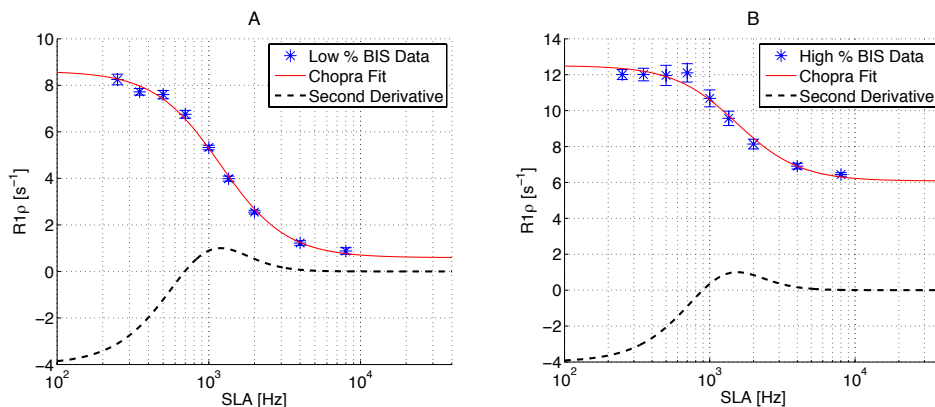 A
10
8
6
4
2
0
−2
−4
R1ρ [s⁻¹]
10² 10³ 10⁴
SLA [Hz]
Low % BIS Data
Chopra Fit
Second Derivative
B
14
12
10
8
6
4
2
0
−2
−4
R1ρ [s⁻¹]
10² 10³ 10⁴
SLA [Hz]
High % BIS Data
Chopra Fit
Second Derivative